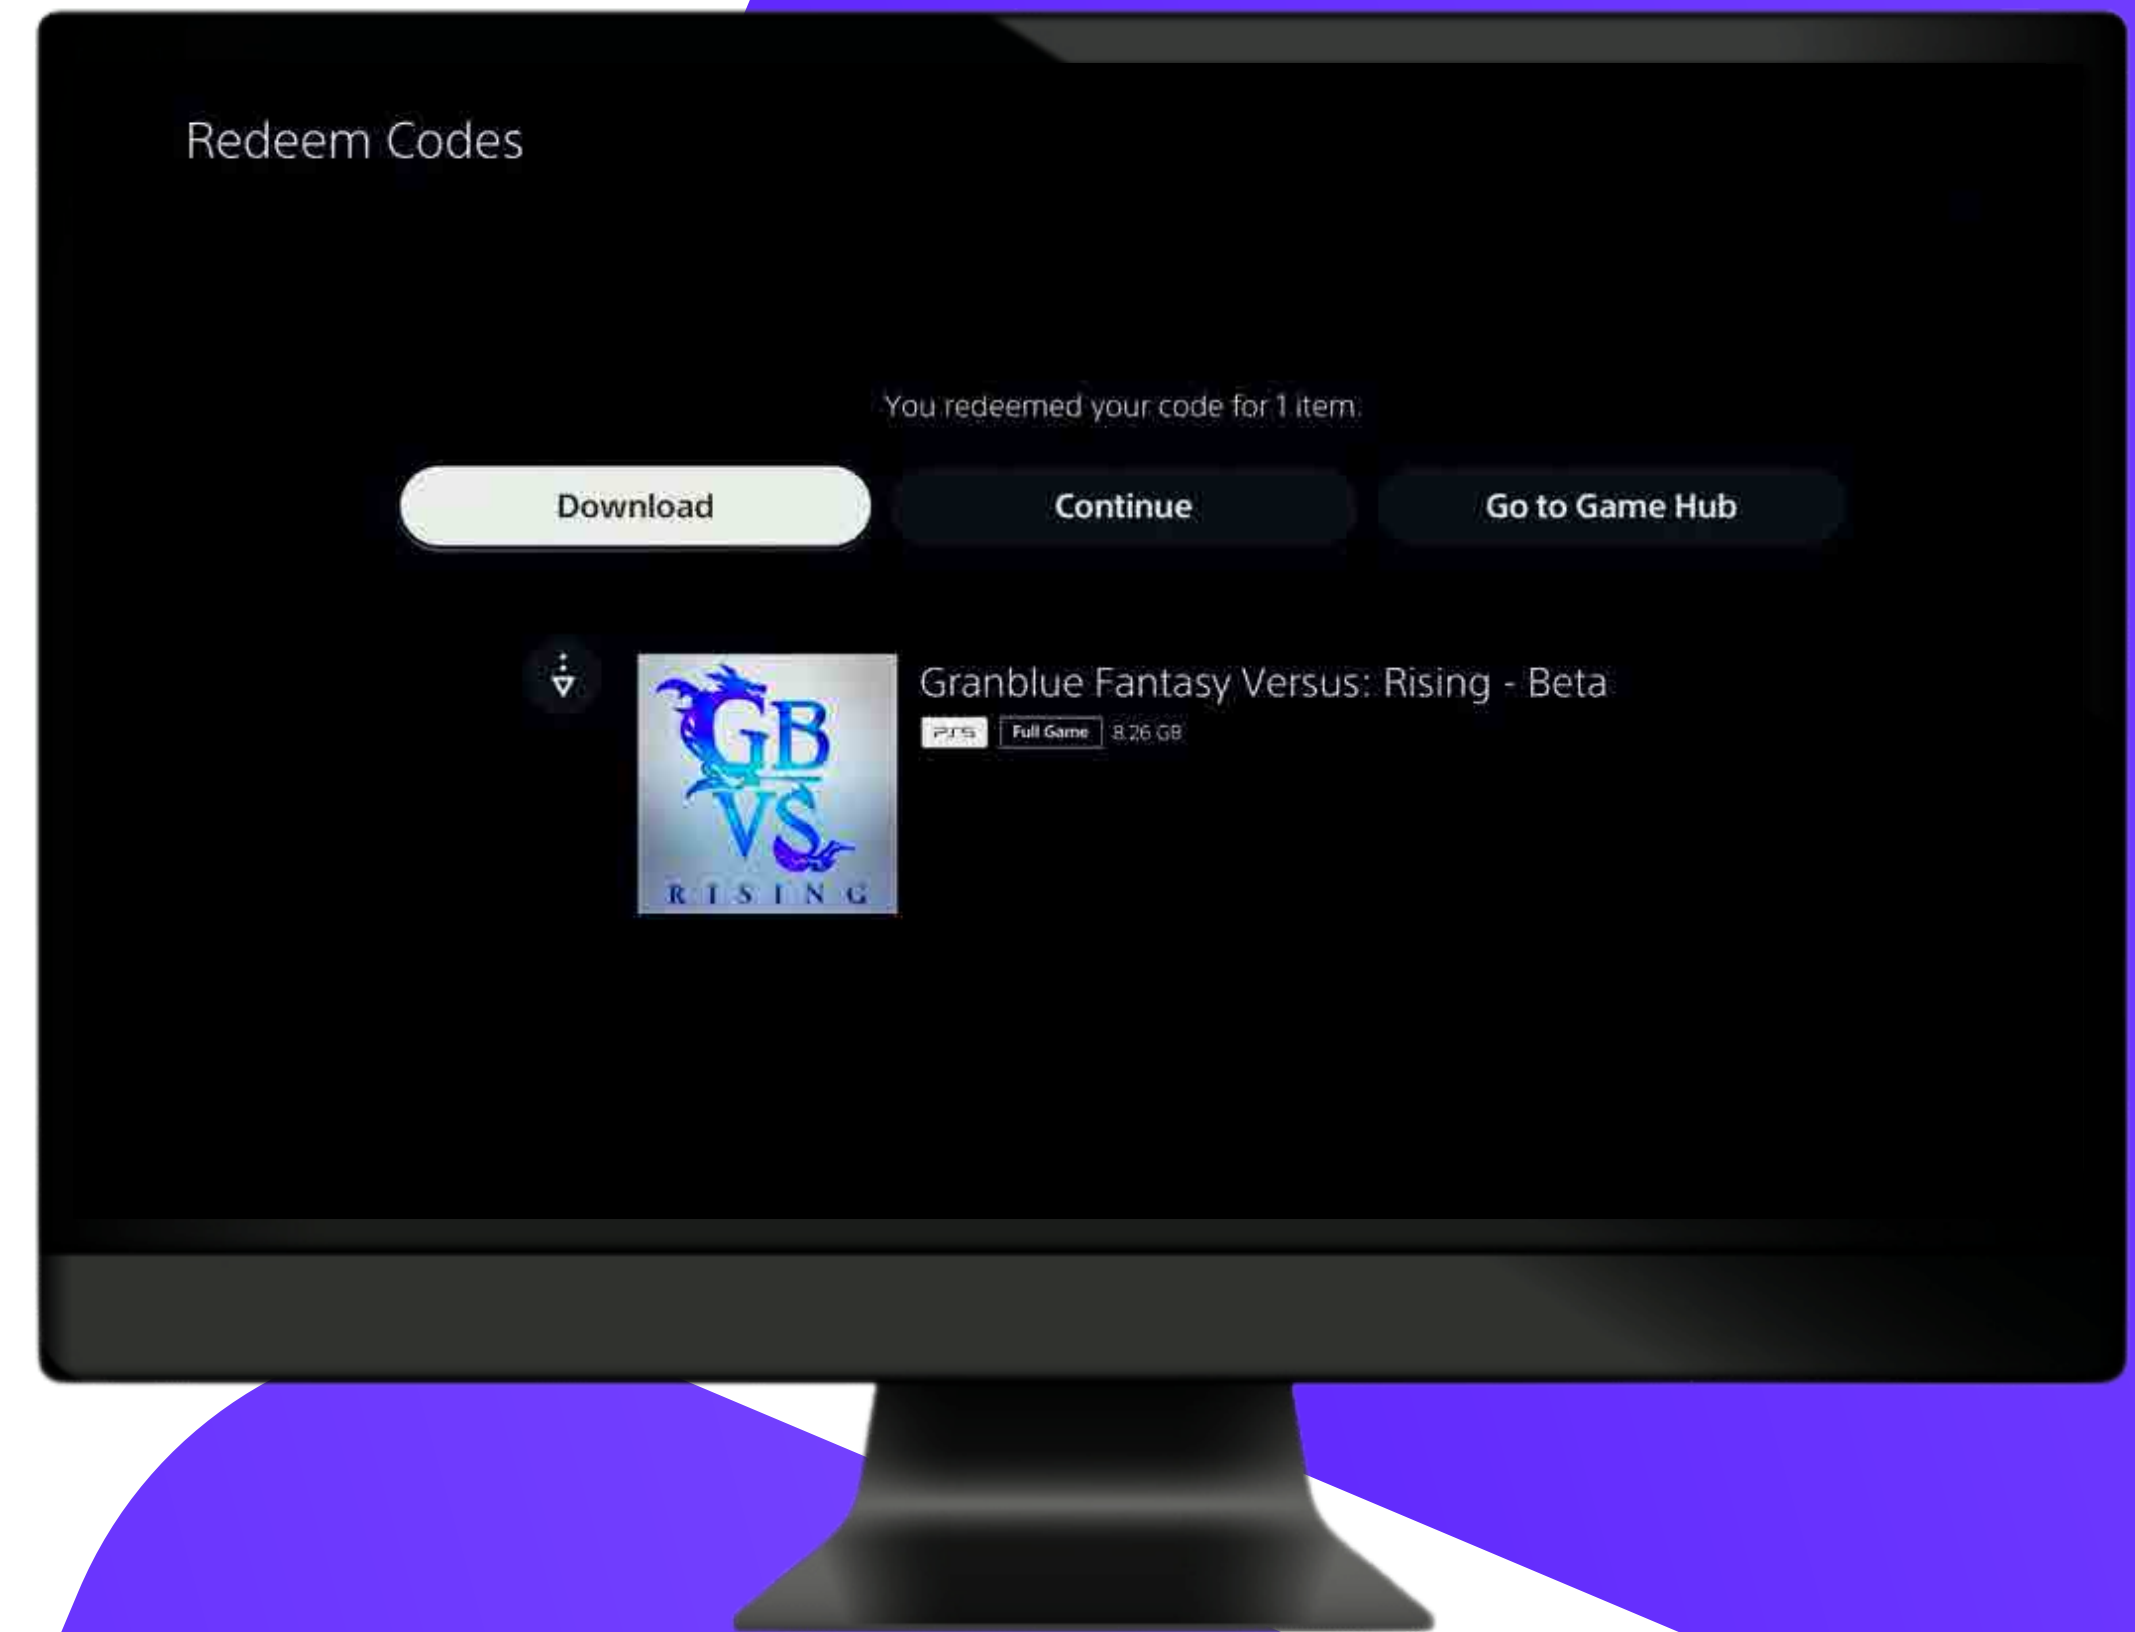 Redeem Codes
You redeemed your code for 1 item.
Download Continue Go to Game Hub
Granblue Fantasy Versus: Rising - Beta
PS5 Full Game 8.26 GB
GB
VS
RISING